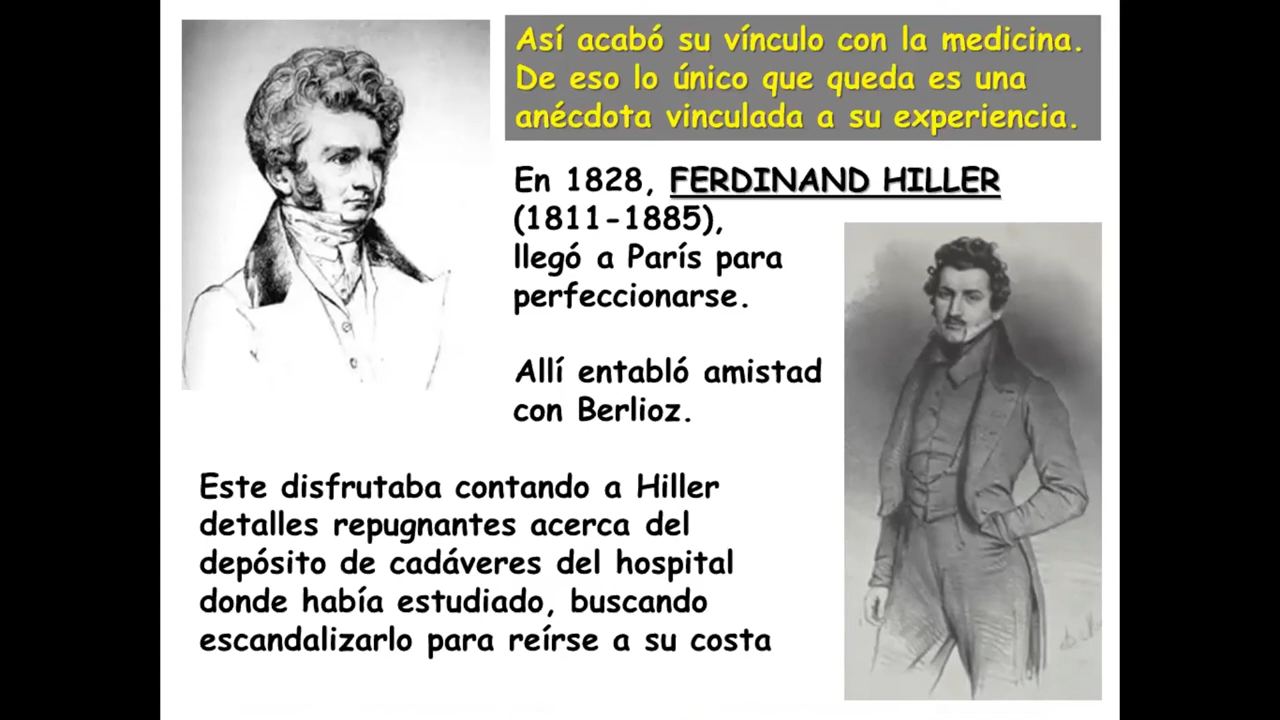 Así acabó su vínculo con la medicina.
De eso lo único que queda es una
anécdota vinculada a su experiencia.
En 1828, FERDINAND HILLER
(1811-1885),
llegó a París para
perfeccionarse.
Allí entabló amistad
con Berlioz.
Este disfrutaba contando a Hiller
detalles repugnantes acerca del
depósito de cadáveres del hospital
donde había estudiado, buscando
escandalizarlo para reírse a su costa